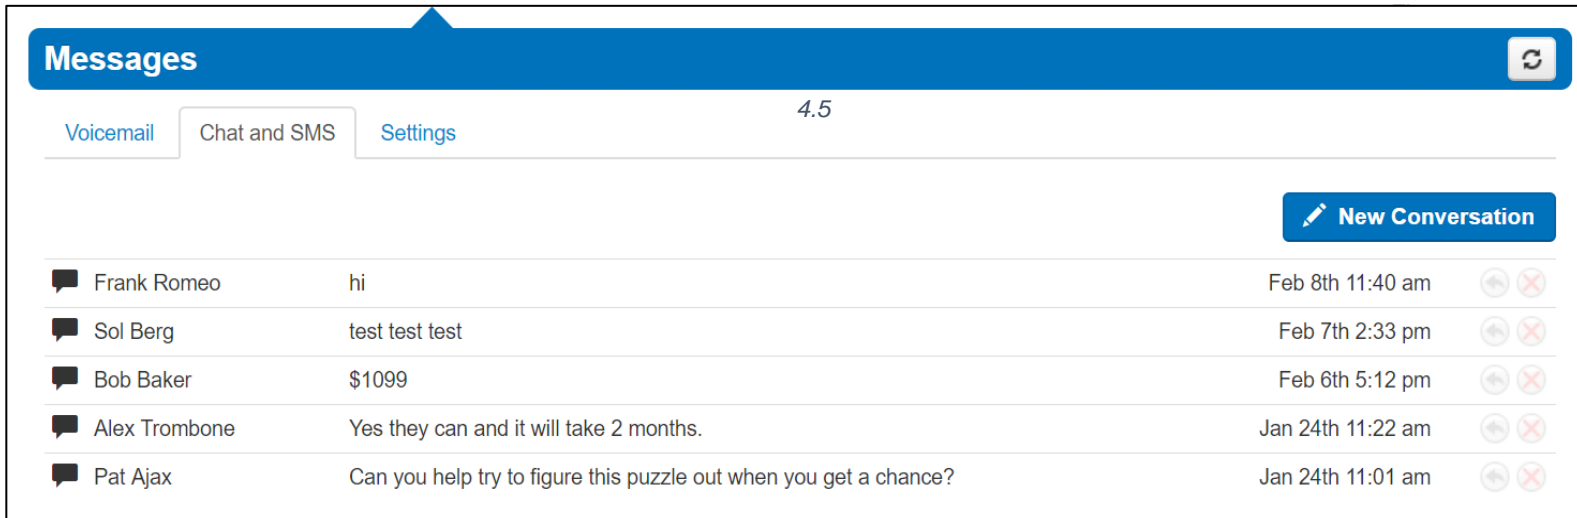 Messages
4.5
Voicemail Chat and SMS Settings
New Conversation
Frank Romeo hi Feb 8th 11:40 am
Sol Berg test test test Feb 7th 2:33 pm
Bob Baker $1099 Feb 6th 5:12 pm
Alex Trombone Yes they can and it will take 2 months. Jan 24th 11:22 am
Pat Ajax Can you help try to figure this puzzle out when you get a chance? Jan 24th 11:01 am